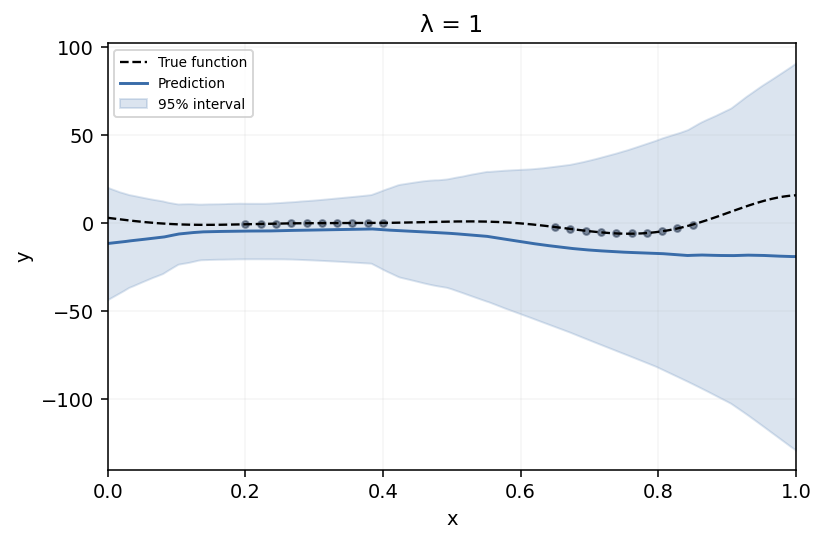 λ = 1
100
50
0
−50
−100
y
True function
Prediction
95% interval
0.0 0.2 0.4 0.6 0.8 1.0
x